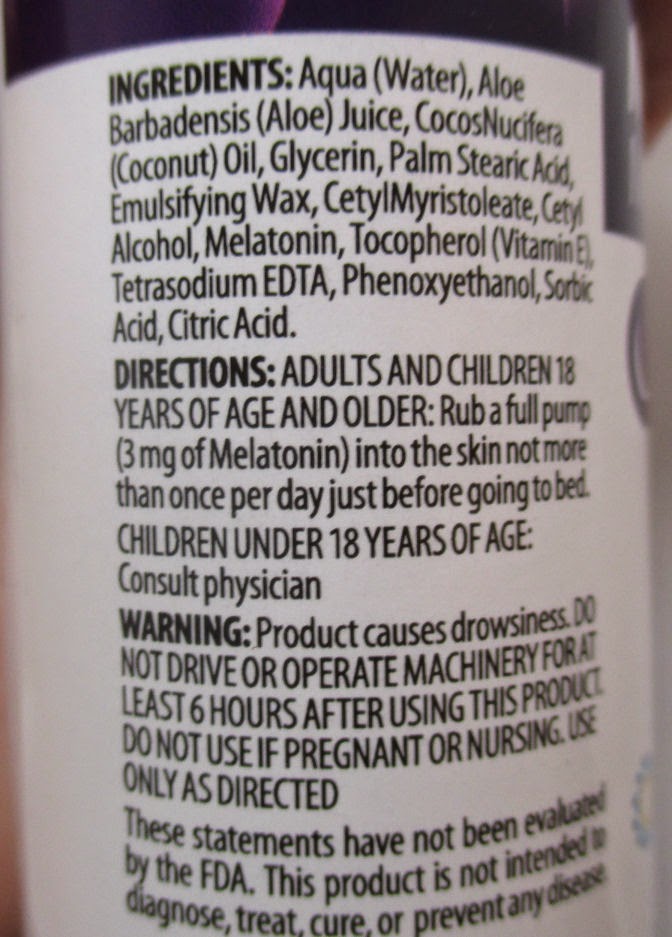 INGREDIENTS: Aqua (Water), Aloe
Barbadensis (Aloe) Juice, CocosNucifera
(Coconut) Oil, Glycerin, Palm Stearic Acid,
Emulsifying Wax, CetylMyristoleate, Cetyl
Alcohol, Melatonin, Tocopherol (Vitamin E),
Tetrasodium EDTA, Phenoxyethanol, Sorbic
Acid, Citric Acid.
DIRECTIONS: ADULTS AND CHILDREN 18
YEARS OF AGE AND OLDER: Rub a full pump
(3 mg of Melatonin) into the skin not more
than once per day just before going to bed.
CHILDREN UNDER 18 YEARS OF AGE:
Consult physician
WARNING: Product causes drowsiness. DO
NOT DRIVE OR OPERATE MACHINERY FOR AT
LEAST 6 HOURS AFTER USING THIS PRODUCT.
DO NOT USE IF PREGNANT OR NURSING. USE
ONLY AS DIRECTED
These statements have not been evaluated
by the FDA. This product is not intended to
diagnose, treat, cure, or prevent any disease.